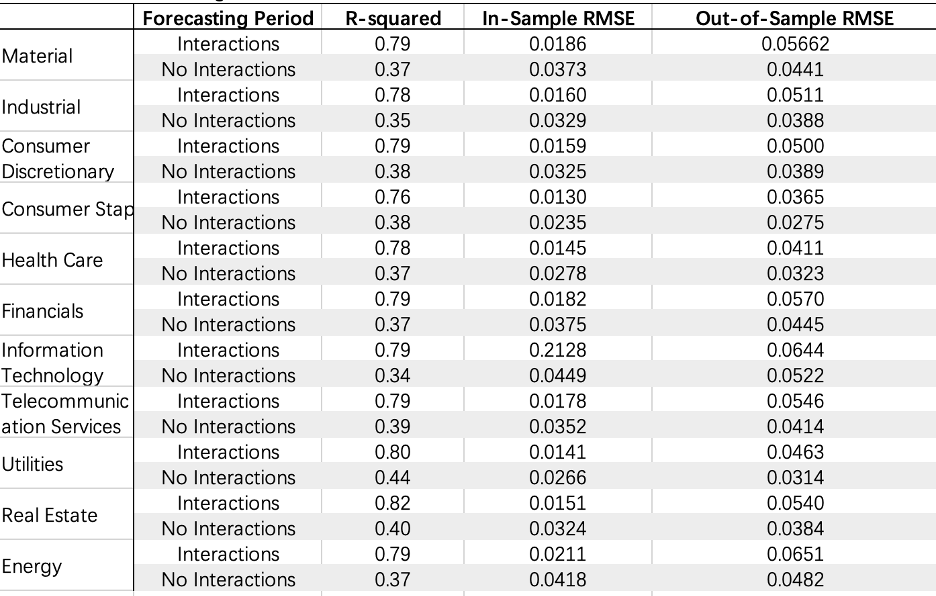 Forecasting Period R-squared In-Sample RMSE Out-of-Sample RMSE
Material Interactions 0.79 0.0186 0.05662
No Interactions 0.37 0.0373 0.0441
Industrial Interactions 0.78 0.0160 0.0511
No Interactions 0.35 0.0329 0.0388
Consumer Interactions 0.79 0.0159 0.0500
Discretionary No Interactions 0.38 0.0325 0.0389
Consumer Stap Interactions 0.76 0.0130 0.0365
No Interactions 0.38 0.0235 0.0275
Health Care Interactions 0.78 0.0145 0.0411
No Interactions 0.37 0.0278 0.0323
Financials Interactions 0.79 0.0182 0.0570
No Interactions 0.37 0.0375 0.0445
Information Interactions 0.79 0.2128 0.0644
Technology No Interactions 0.34 0.0449 0.0522
Telecommunic Interactions 0.79 0.0178 0.0546
ation Services No Interactions 0.39 0.0352 0.0414
Utilities Interactions 0.80 0.0141 0.0463
No Interactions 0.44 0.0266 0.0314
Real Estate Interactions 0.82 0.0151 0.0540
No Interactions 0.40 0.0324 0.0384
Energy Interactions 0.79 0.0211 0.0651
No Interactions 0.37 0.0418 0.0482